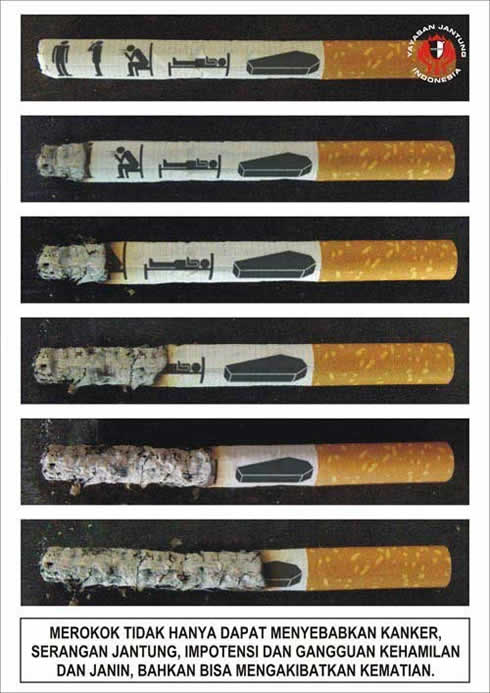 YAYASAN JANTUNG
INDONESIA
MEROKOK TIDAK HANYA DAPAT MENYEBABKAN KANKER,
SERANGAN JANTUNG, IMPOTENSI DAN GANGGUAN KEHAMILAN
DAN JANIN, BAHKAN BISA MENGAKIBATKAN KEMATIAN.